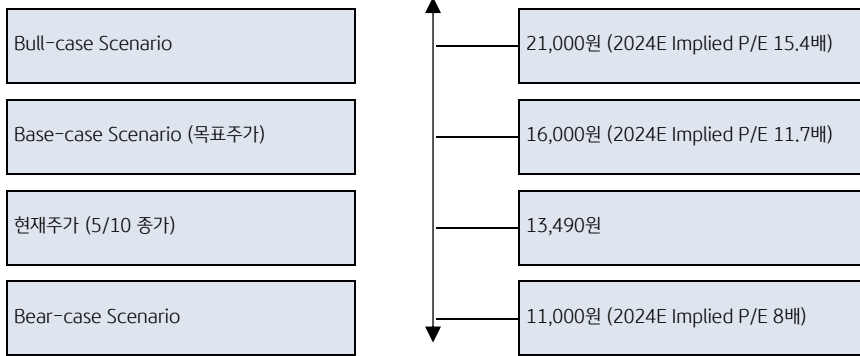 Bull-case Scenario
21,000원 (2024E Implied P/E 15.4배)
Base-case Scenario (목표주가)
16,000원 (2024E Implied P/E 11.7배)
현재주가 (5/10 종가)
13,490원
Bear-case Scenario
11,000원 (2024E Implied P/E 8배)